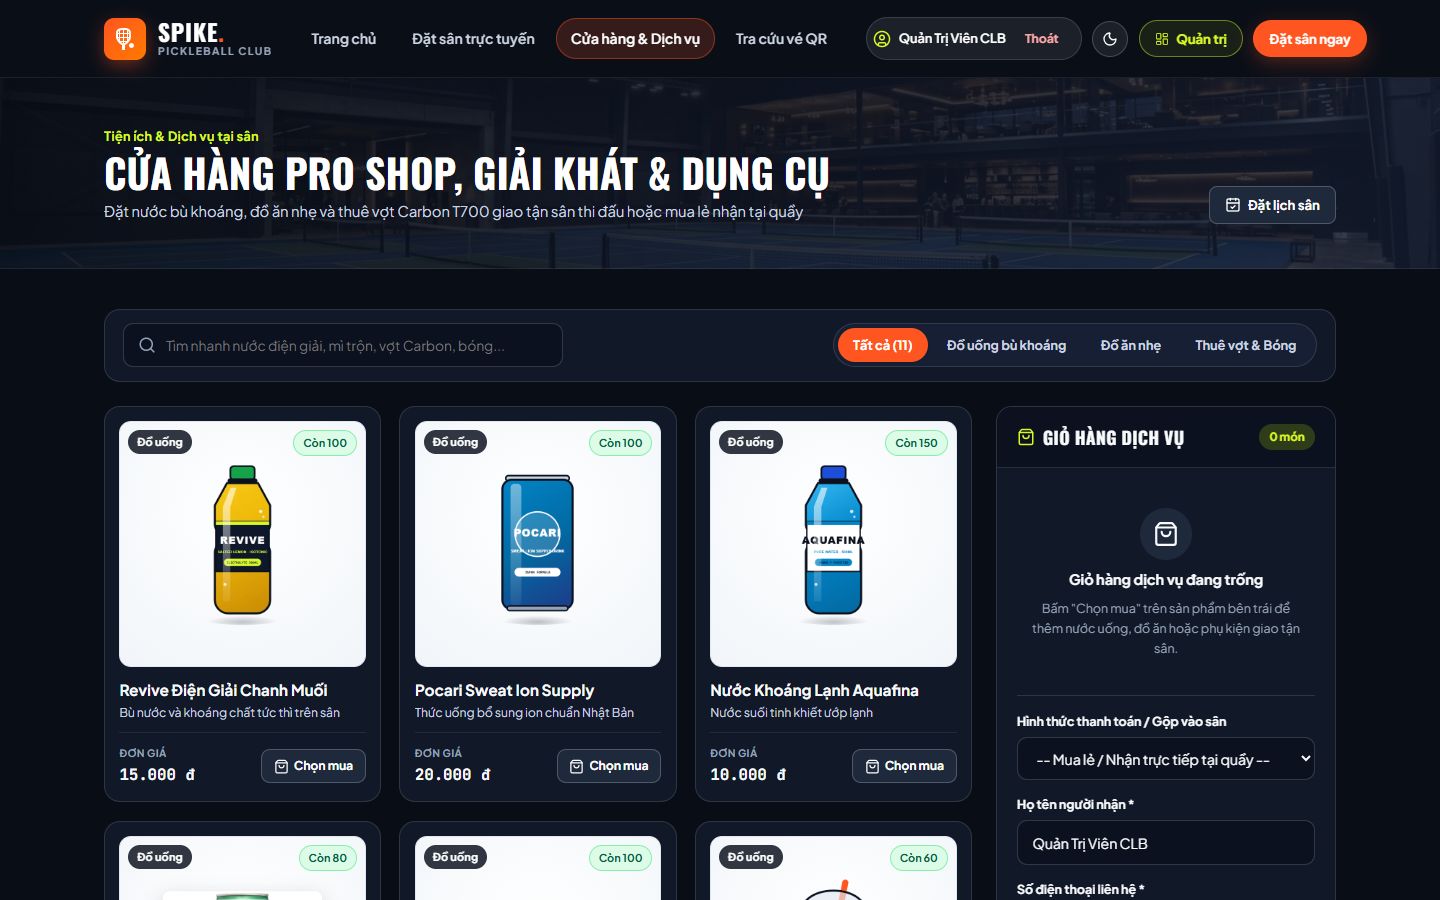 SPIKE.
PICKLEBALL CLUB
Trang chủ
Đặt sân trực tuyến
Cửa hàng & Dịch vụ
Tra cứu vé QR
Quản Trị Viên CLB
Thoát
Quản trị
Đặt sân ngay
Tiện ích & Dịch vụ tại sân
CỬA HÀNG PRO SHOP, GIẢI KHÁT & DỤNG CỤ
Đặt nước bù khoáng, đồ ăn nhẹ và thuê vợt Carbon T700 giao tận sân thi đấu hoặc mua lẻ nhận tại quầy
Đặt lịch sân
Tìm nhanh nước điện giải, mì trộn, vợt Carbon, bóng...
Tất cả (11)
Đồ uống bù khoáng
Đồ ăn nhẹ
Thuê vợt & Bóng
Đồ uống
Còn 100
REVIVE
Revive Điện Giải Chanh Muối
Bù nước và khoáng chất tức thì trên sân
ĐƠN GIÁ
15.000 đ
Chọn mua
Đồ uống
Còn 100
POCARI
Pocari Sweat Ion Supply
Thức uống bổ sung ion chuẩn Nhật Bản
ĐƠN GIÁ
20.000 đ
Chọn mua
Đồ uống
Còn 150
AQUAFINA
Nước Khoáng Lạnh Aquafina
Nước suối tinh khiết ướp lạnh
ĐƠN GIÁ
10.000 đ
Chọn mua
Đồ uống
Còn 80
Đồ uống
Còn 100
Đồ uống
Còn 60
GIỎ HÀNG DỊCH VỤ
0 món
Giỏ hàng dịch vụ đang trống
Bấm "Chọn mua" trên sản phẩm bên trái để
thêm nước uống, đồ ăn hoặc phụ kiện giao tận
sân.
Hình thức thanh toán / Gộp vào sân
-- Mua lẻ / Nhận trực tiếp tại quầy --
Họ tên người nhận *
Quản Trị Viên CLB
Số điện thoại liên hệ *